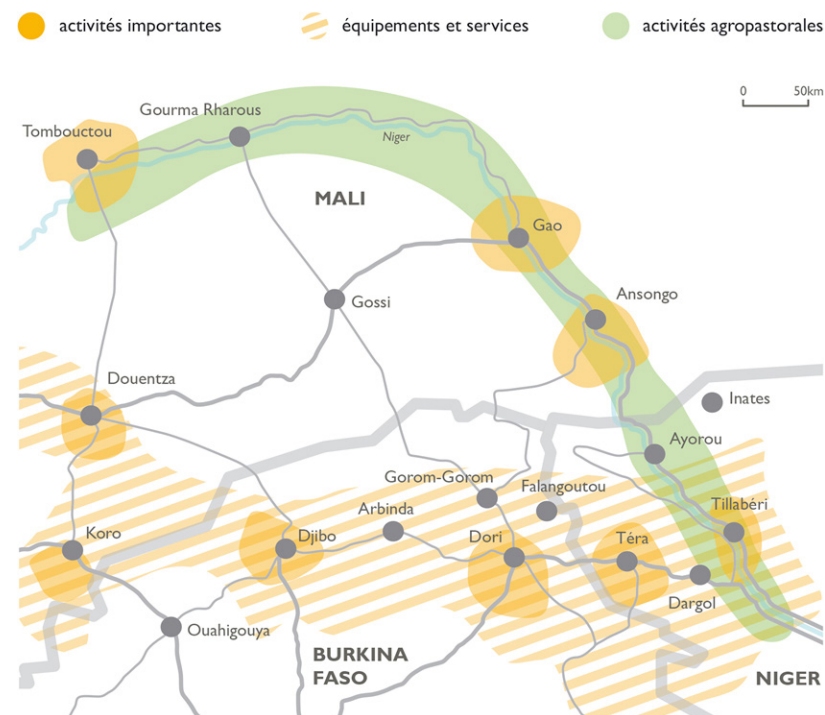 activités importantes
équipements et services
activités agropastorales
0 50km
Gourma Rharous
Tombouctou
Niger
MALI
Gao
Ansongo
Gossi
Douentza
Inates
Ayorou
Gorom-Gorom
Falangoutou
Arbinda
Tillabéri
Koro
Djibo
Dori
Téra
Dargol
Ouahigouya
BURKINA
FASO
NIGER